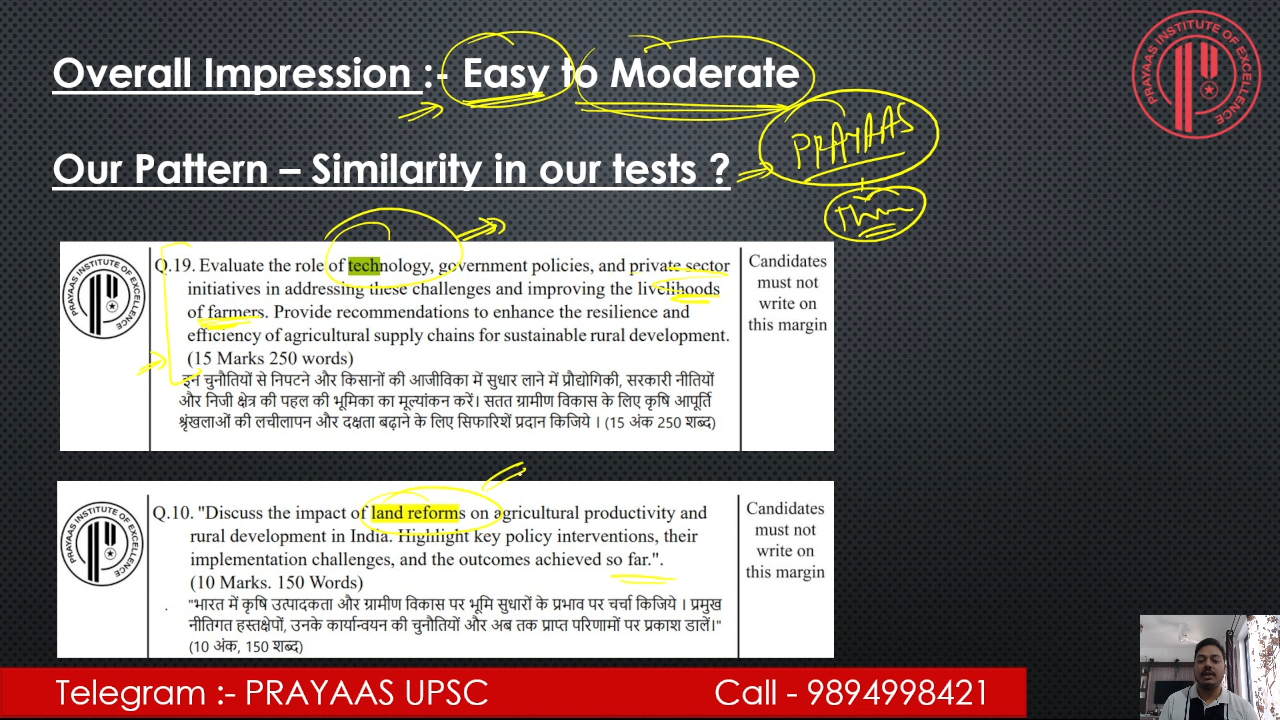 Overall Impression :- Easy to Moderate
PRAYAAS
Our Pattern – Similarity in our tests ?
PRAYAAS INSTITUTE OF EXCELLENCE
PRAYAAS INSTITUTE OF EXCELLENCE
Q.19. Evaluate the role of technology, government policies, and private sector
initiatives in addressing these challenges and improving the livelihoods
of farmers. Provide recommendations to enhance the resilience and
efficiency of agricultural supply chains for sustainable rural development.
(15 Marks 250 words)
इन चुनौतियों से निपटने और किसानों की आजीविका में सुधार लाने में प्रौद्योगिकी, सरकारी नीतियों
और निजी क्षेत्र की पहल की भूमिका का मूल्यांकन करें। सतत ग्रामीण विकास के लिए कृषि आपूर्ति
श्रृंखलाओं की लचीलापन और दक्षता बढ़ाने के लिए सिफारिशें प्रदान किजिये । (15 अंक 250 शब्द)
Candidates
must not
write on
this margin
PRAYAAS INSTITUTE OF EXCELLENCE
Q.10. "Discuss the impact of land reforms on agricultural productivity and
rural development in India. Highlight key policy interventions, their
implementation challenges, and the outcomes achieved so far.".
(10 Marks. 150 Words)
"भारत में कृषि उत्पादकता और ग्रामीण विकास पर भूमि सुधारों के प्रभाव पर चर्चा किजिये । प्रमुख
नीतिगत हस्तक्षेपों, उनके कार्यान्वयन की चुनौतियों और अब तक प्राप्त परिणामों पर प्रकाश डालें।"
(10 अंक, 150 शब्द)
Candidates
must not
write on
this margin
Telegram :- PRAYAAS UPSC
Call - 9894998421